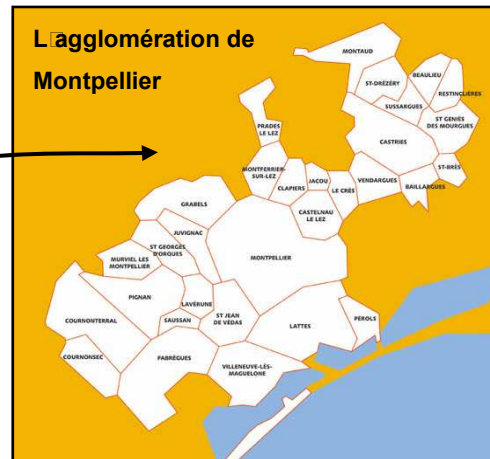 L agglomération de
Montpellier
MONTAUD
ST-DRÉZÉRY
BEAULIEU
RESTINCLIÈRES
SUSSARGUES
ST GENIÈS
DES MOURGUES
PRADES
LE LEZ
CASTRIES
MONTFERRIER-
SUR-LEZ
CLAPIERS
JACOU
LE CRÈS
VENDARGUES
ST-BRÈS
BAILLARGUES
GRABELS
CASTELNAU
LE LEZ
JUVIGNAC
ST GEORGES
D'ORQUES
MURVIEL LES
MONTPELLIER
MONTPELLIER
PIGNAN
LAVÉRUNE
COURNONTERRAL
SAUSSAN
ST JEAN
DE VÉDAS
LATTES
PÉROLS
COURNONSEC
FABRÈGUES
VILLENEUVE-LÈS-
MAGUELONE